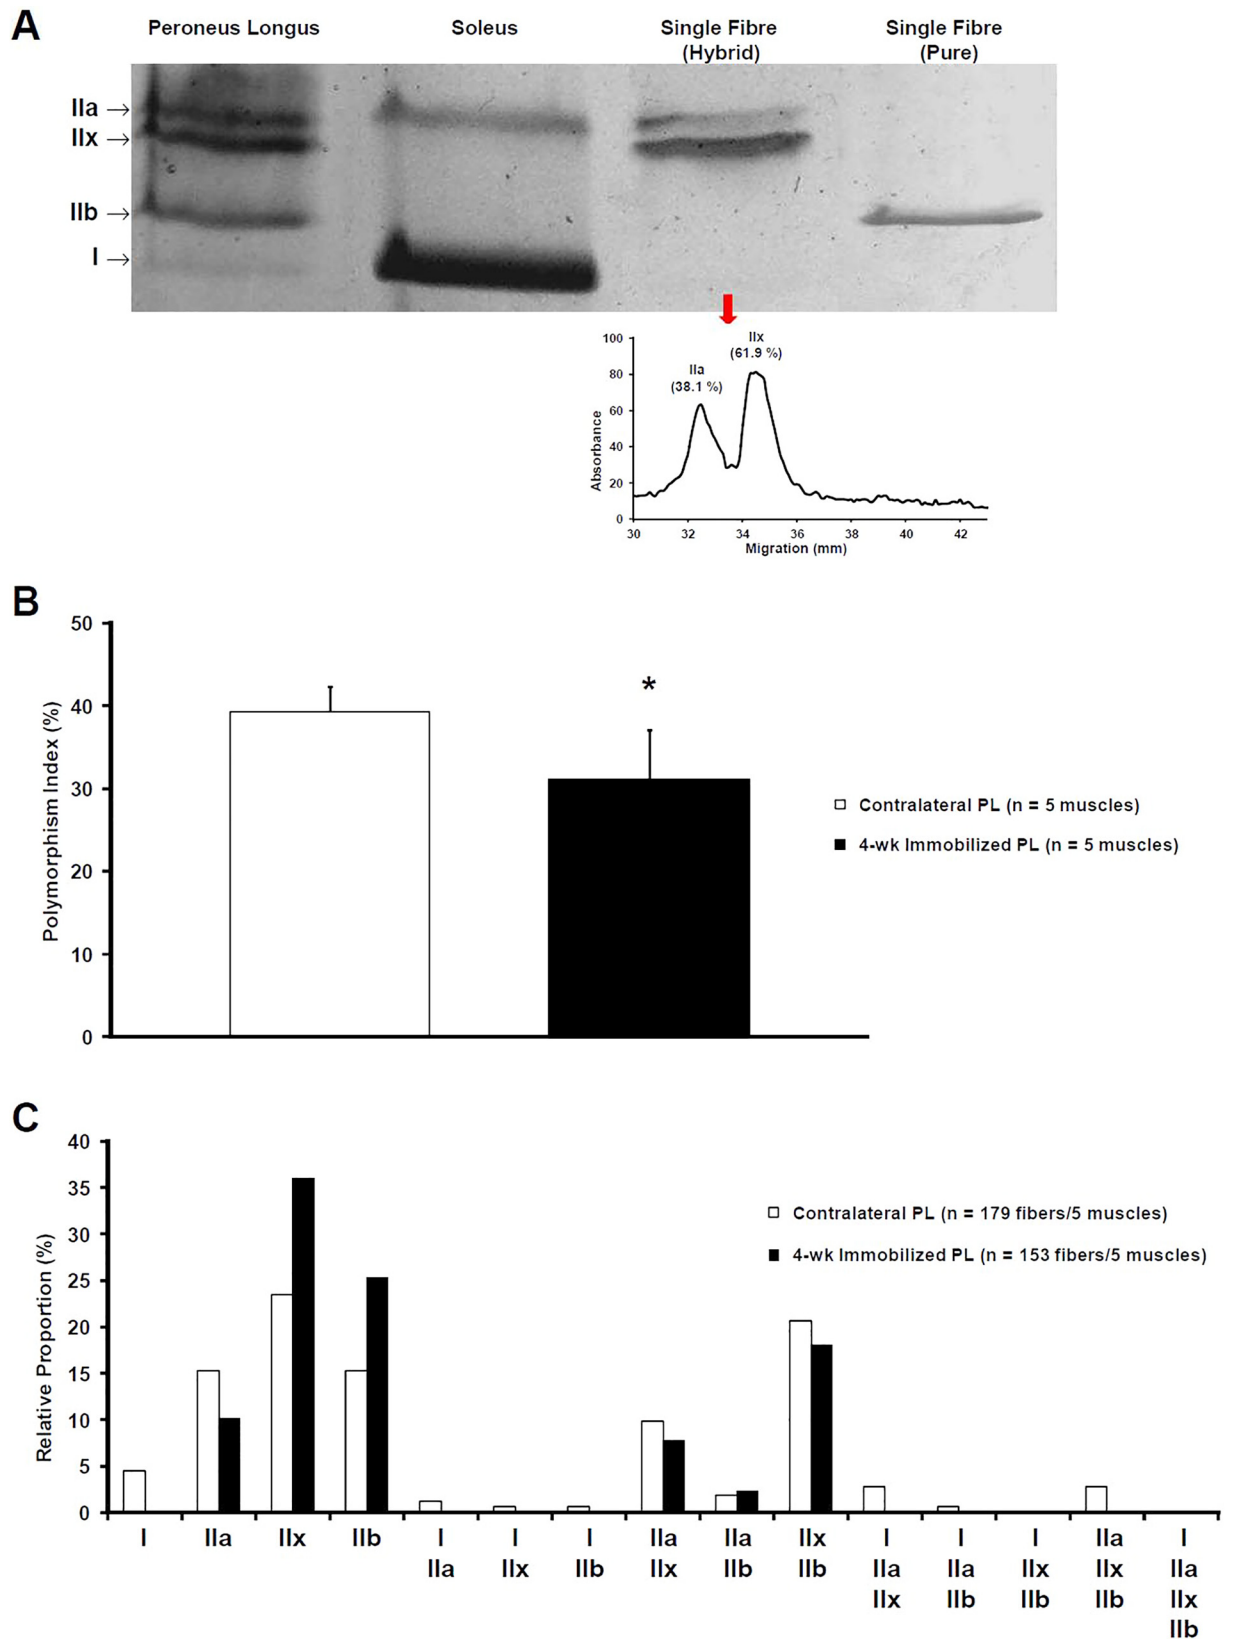 A
Peroneus Longus
Soleus
Single Fibre
(Hybrid)
Single Fibre
(Pure)
IIa →
IIx →
IIb →
I →
100
80
60
40
20
0
Absorbance
IIa
(38.1 %)
IIx
(61.9 %)
30 32 34 36 38 40 42
Migration (mm)
B
50
40
30
20
10
0
Polymorphism Index (%)
*
Contralateral PL (n = 5 muscles)
4-wk Immobilized PL (n = 5 muscles)
C
40
35
30
25
20
15
10
5
0
Relative Proportion (%)
Contralateral PL (n = 179 fibers/5 muscles)
4-wk Immobilized PL (n = 153 fibers/5 muscles)
I IIa IIx IIb I I I IIa IIa IIx I I I IIa I
IIa IIx IIb IIx IIb IIb IIa IIa IIx IIx IIa
IIx IIb IIb IIb IIx
IIb